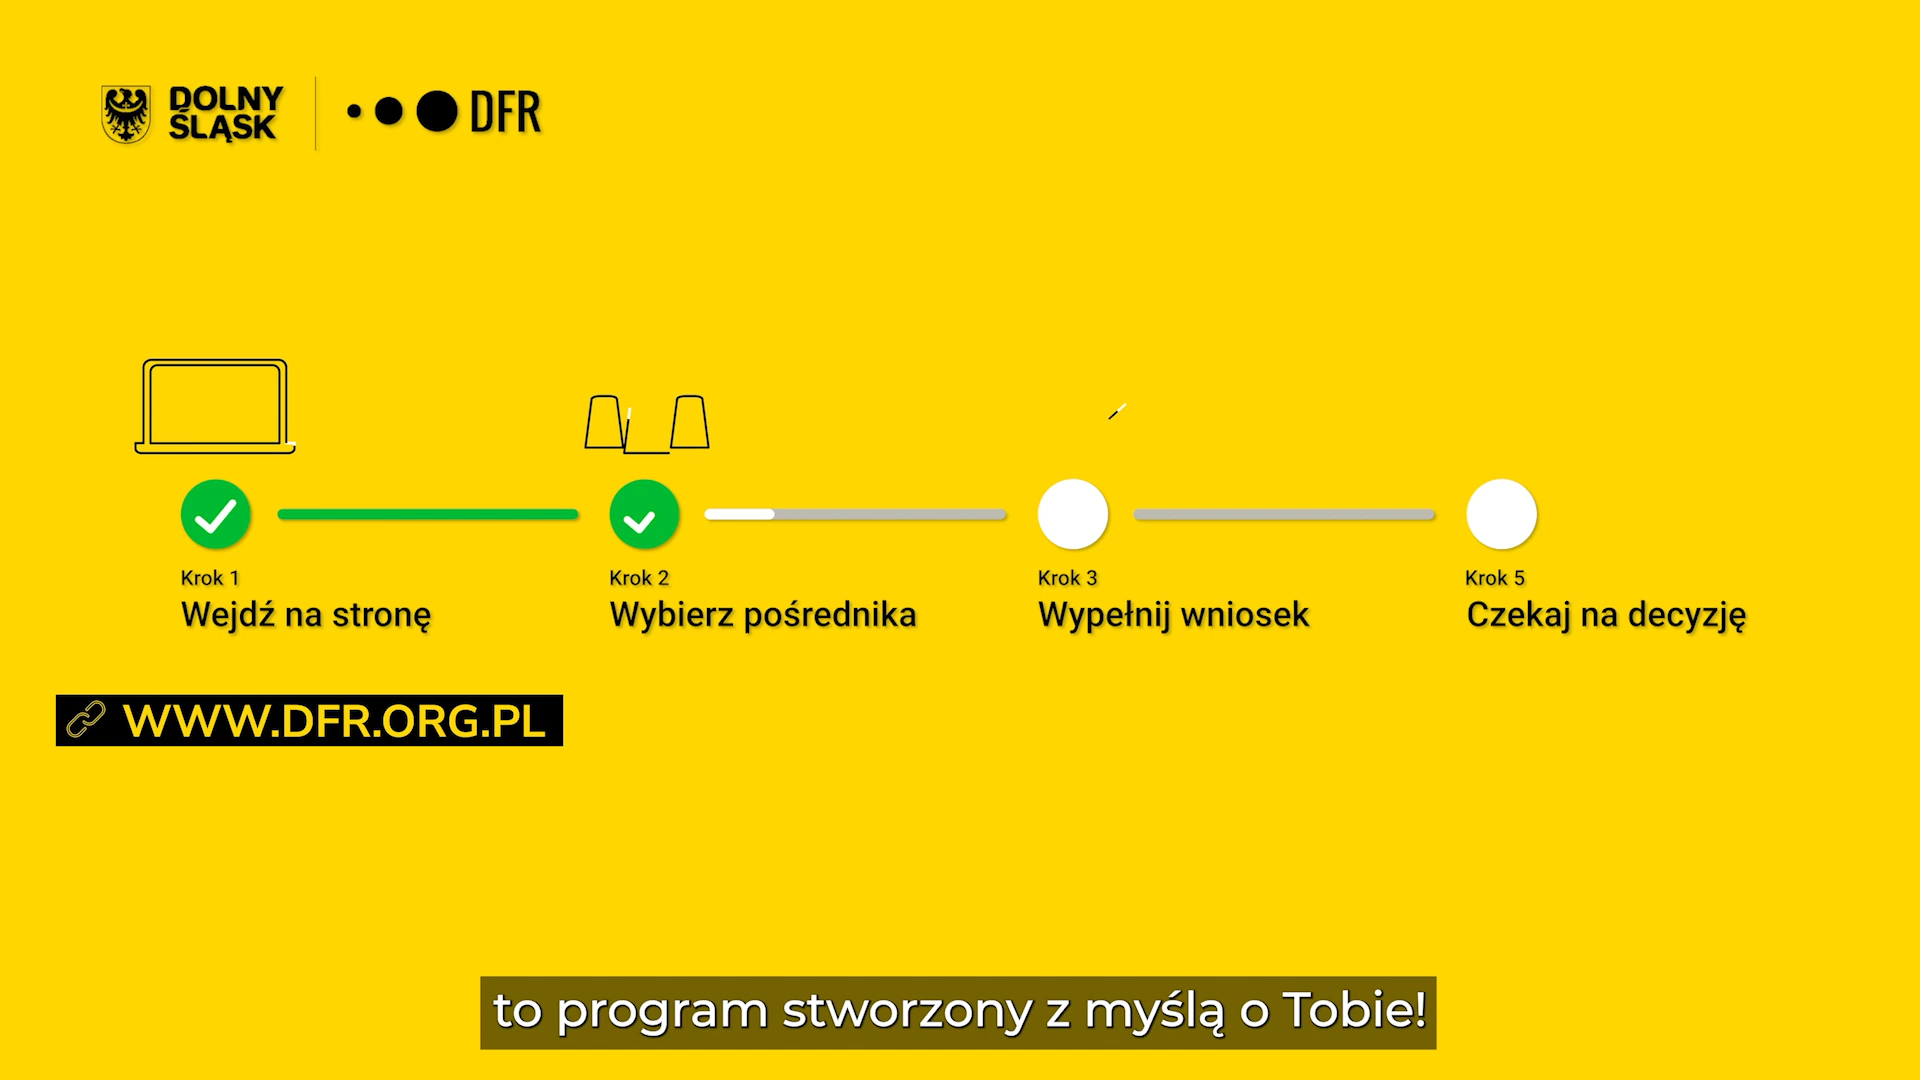 DOLNY
ŚLĄSK
DFR
Krok 1
Wejdź na stronę
Krok 2
Wybierz pośrednika
Krok 3
Wypełnij wniosek
Krok 5
Czekaj na decyzję
WWW.DFR.ORG.PL
to program stworzony z myślą o Tobie!